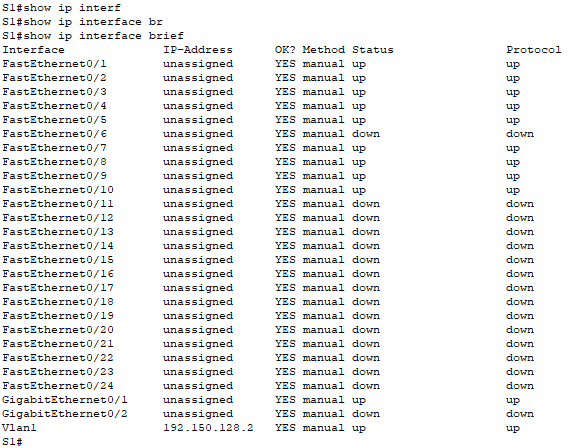 S1#show ip interf
S1#show ip interface br
S1#show ip interface brief
Interface              IP-Address      OK? Method Status                Protocol
FastEthernet0/1        unassigned      YES manual up                    up
FastEthernet0/2        unassigned      YES manual up                    up
FastEthernet0/3        unassigned      YES manual up                    up
FastEthernet0/4        unassigned      YES manual up                    up
FastEthernet0/5        unassigned      YES manual up                    up
FastEthernet0/6        unassigned      YES manual down                  down
FastEthernet0/7        unassigned      YES manual up                    up
FastEthernet0/8        unassigned      YES manual up                    up
FastEthernet0/9        unassigned      YES manual up                    up
FastEthernet0/10       unassigned      YES manual up                    up
FastEthernet0/11       unassigned      YES manual down                  down
FastEthernet0/12       unassigned      YES manual down                  down
FastEthernet0/13       unassigned      YES manual down                  down
FastEthernet0/14       unassigned      YES manual down                  down
FastEthernet0/15       unassigned      YES manual down                  down
FastEthernet0/16       unassigned      YES manual down                  down
FastEthernet0/17       unassigned      YES manual down                  down
FastEthernet0/18       unassigned      YES manual down                  down
FastEthernet0/19       unassigned      YES manual down                  down
FastEthernet0/20       unassigned      YES manual down                  down
FastEthernet0/21       unassigned      YES manual down                  down
FastEthernet0/22       unassigned      YES manual down                  down
FastEthernet0/23       unassigned      YES manual down                  down
FastEthernet0/24       unassigned      YES manual down                  down
GigabitEthernet0/1     unassigned      YES manual up                    up
GigabitEthernet0/2     unassigned      YES manual down                  down
Vlan1                  192.150.128.2   YES manual up                    up
S1#